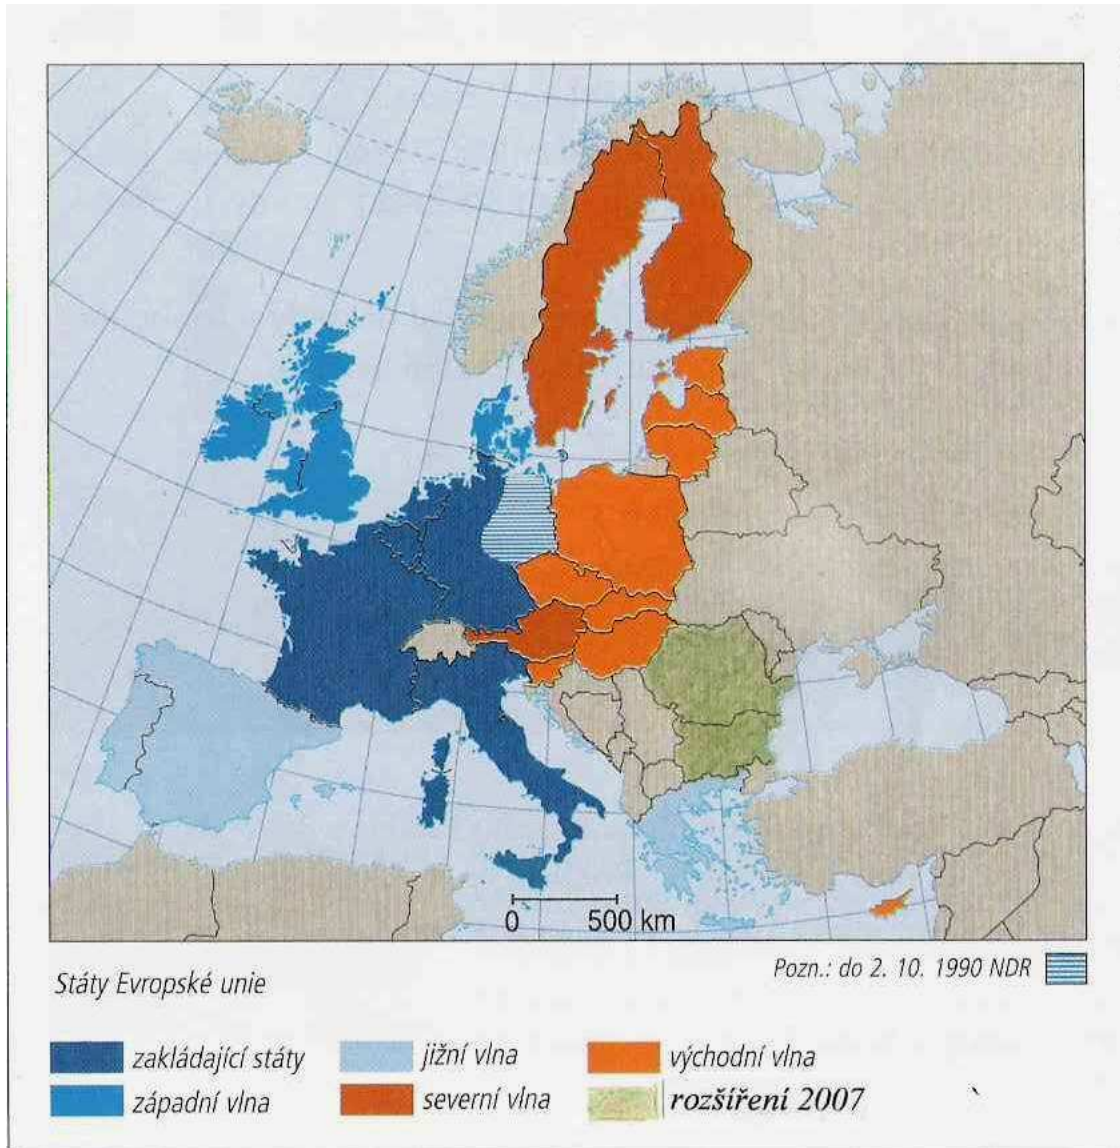 0 500 km
Pozn.: do 2. 10. 1990 NDR
Státy Evropské unie
zakládající státy
jižní vlna
východní vlna
západní vlna
severní vlna
rozšíření 2007